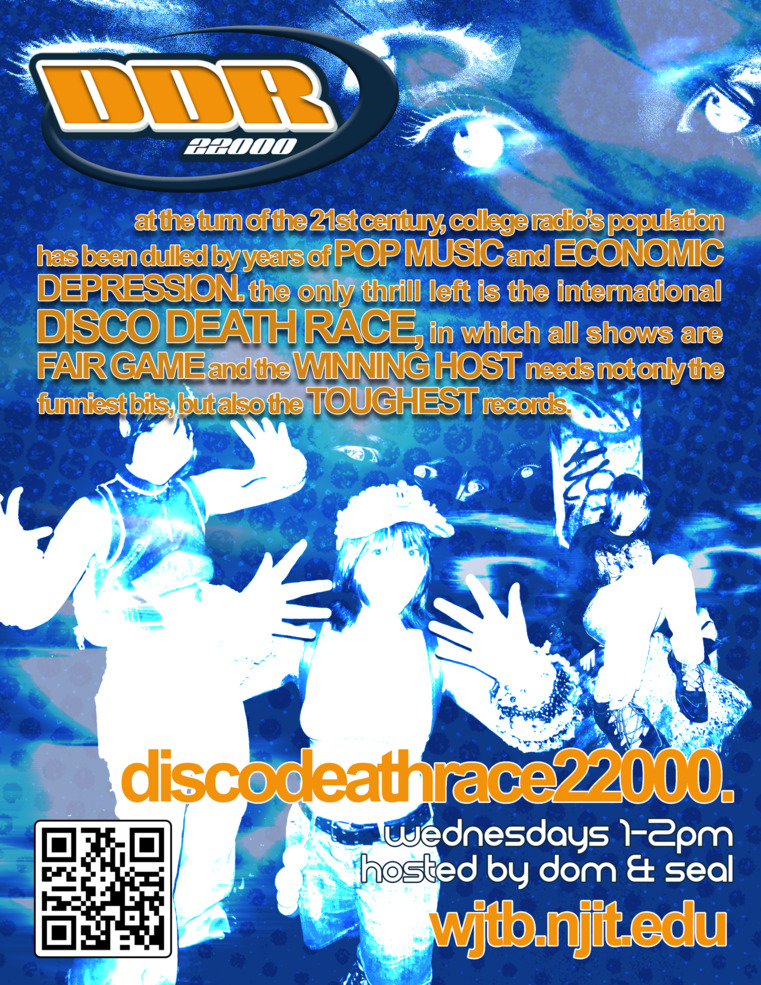 DDR
22000
at the turn of the 21st century, college radio's population
has been dulled by years of POP MUSIC and ECONOMIC
DEPRESSION. the only thrill left is the international
DISCO DEATH RACE, in which all shows are
FAIR GAME and the WINNING HOST needs not only the
funniest bits, but also the TOUGHEST records.
discodeathrace22000.
wednesdays 1-2pm
hosted by dom & seal
wjtb.njit.edu